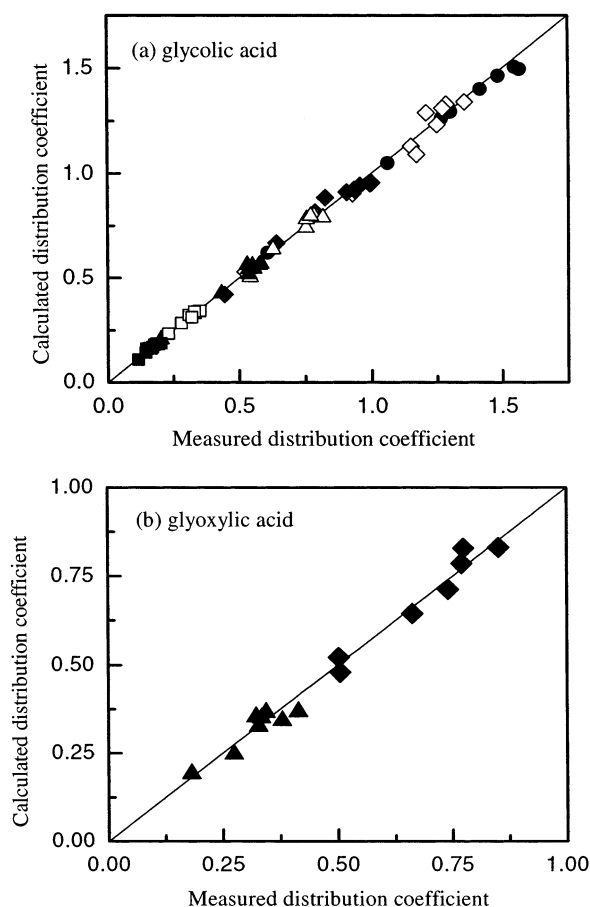 (a) glycolic acid
Calculated distribution coefficient
1.5
1.0
0.5
0.0
0.0 0.5 1.0 1.5
Measured distribution coefficient
(b) glyoxylic acid
Calculated distribution coefficient
1.00
0.75
0.50
0.25
0.00
0.00 0.25 0.50 0.75 1.00
Measured distribution coefficient